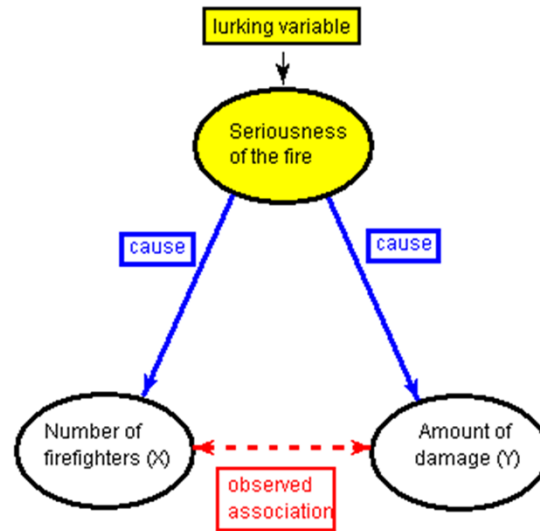 lurking variable
Seriousness
of the fire
cause
cause
Number of
firefighters (X)
Amount of
damage (Y)
observed
association